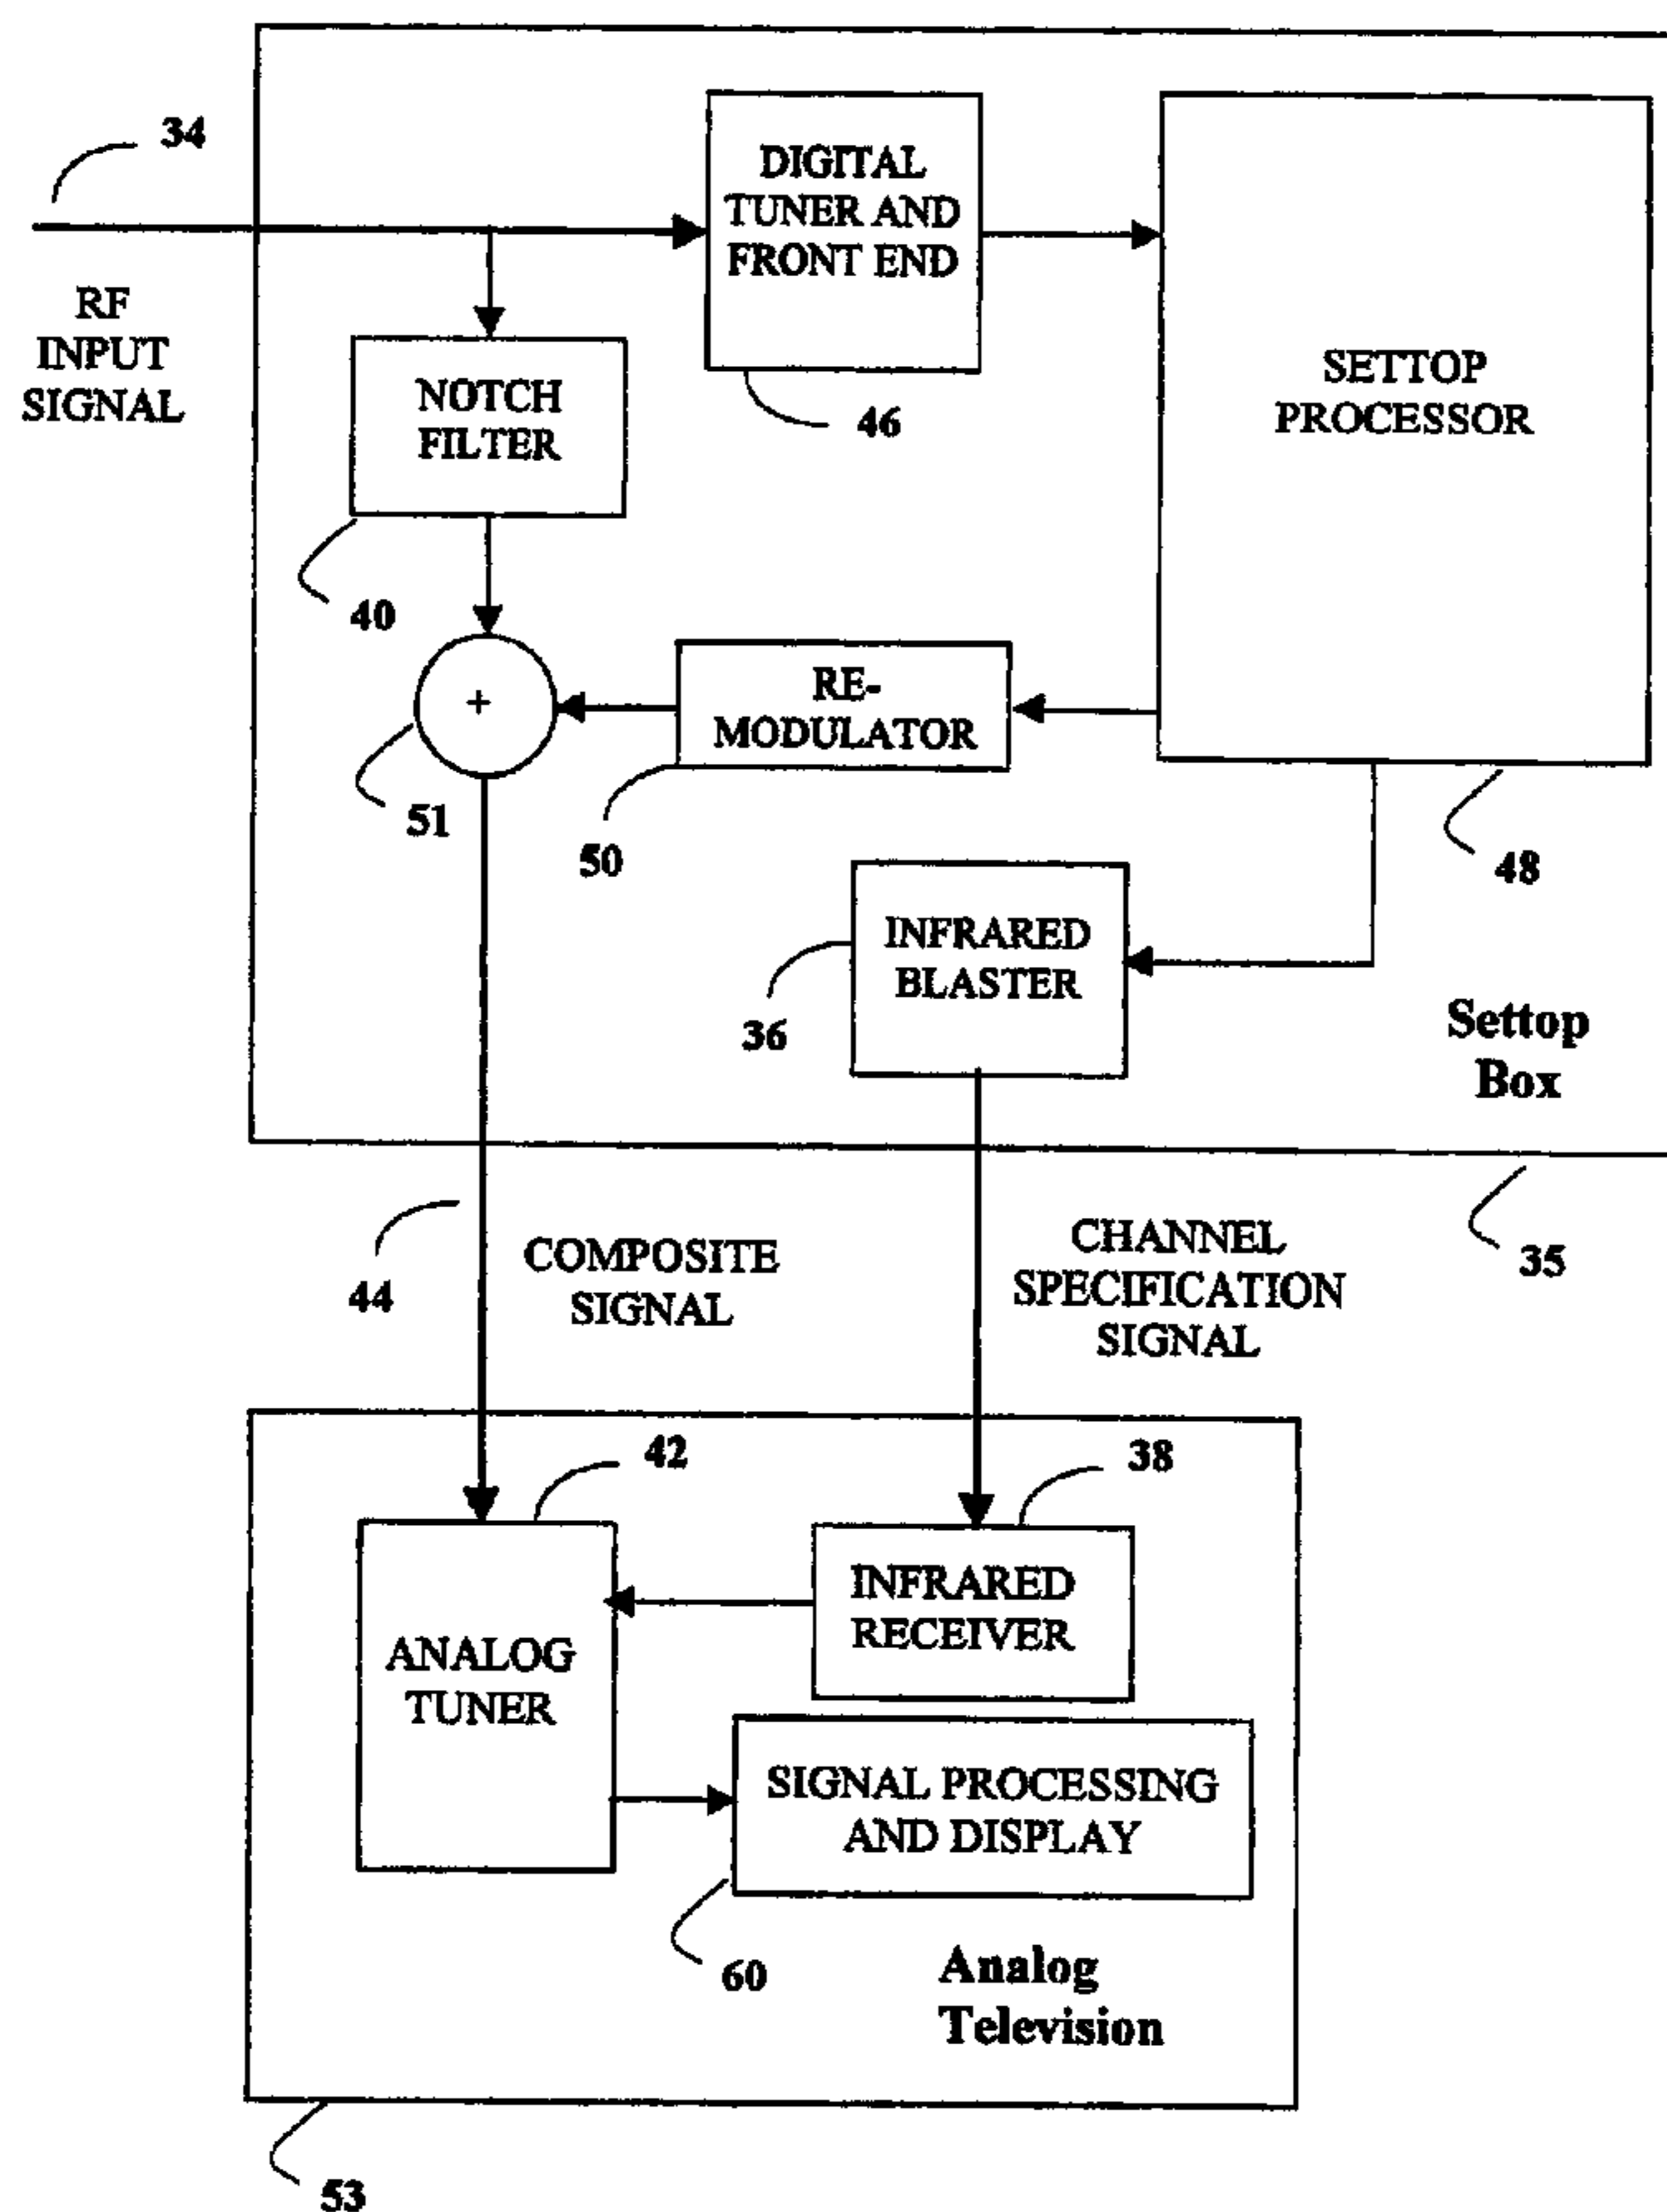 34
RF
INPUT
SIGNAL
DIGITAL
TUNER AND
FRONT END
46
SETTOP
PROCESSOR
48
NOTCH
FILTER
40
+
51
RE-
MODULATOR
50
INFRARED
BLASTER
36
Settop
Box
35
44
COMPOSITE
SIGNAL
CHANNEL
SPECIFICATION
SIGNAL
42
ANALOG
TUNER
38
INFRARED
RECEIVER
SIGNAL PROCESSING
AND DISPLAY
60
Analog
Television
53